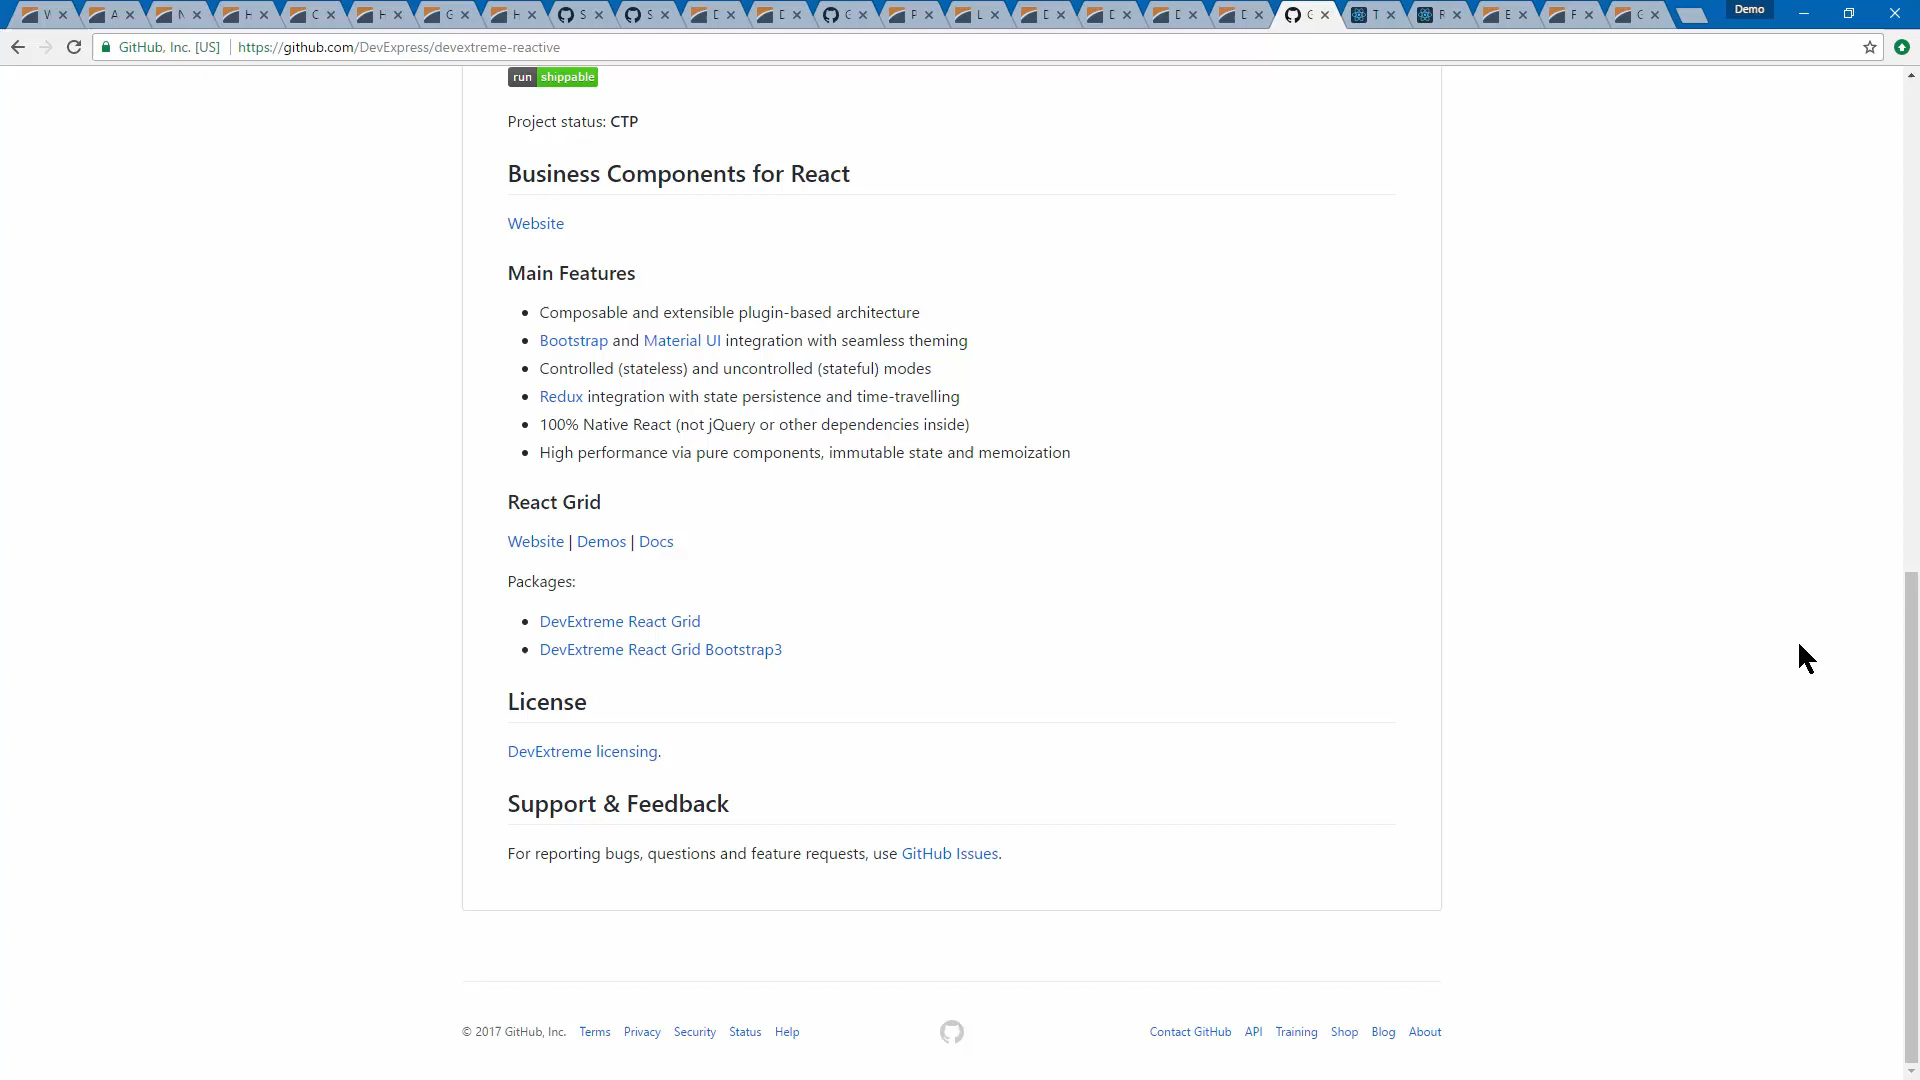 V A N H C H G H S S D D C P L D D D D C T R E F C
Demo
GitHub, Inc. [US] https://github.com/DevExpress/devextreme-reactive
run shippable
Project status: CTP
Business Components for React
Website
Main Features
Composable and extensible plugin-based architecture
Bootstrap and Material UI integration with seamless theming
Controlled (stateless) and uncontrolled (stateful) modes
Redux integration with state persistence and time-travelling
100% Native React (not jQuery or other dependencies inside)
High performance via pure components, immutable state and memoization
React Grid
Website | Demos | Docs
Packages:
DevExtreme React Grid
DevExtreme React Grid Bootstrap3
License
DevExtreme licensing.
Support & Feedback
For reporting bugs, questions and feature requests, use GitHub Issues.
© 2017 GitHub, Inc. Terms Privacy Security Status Help Contact GitHub API Training Shop Blog About